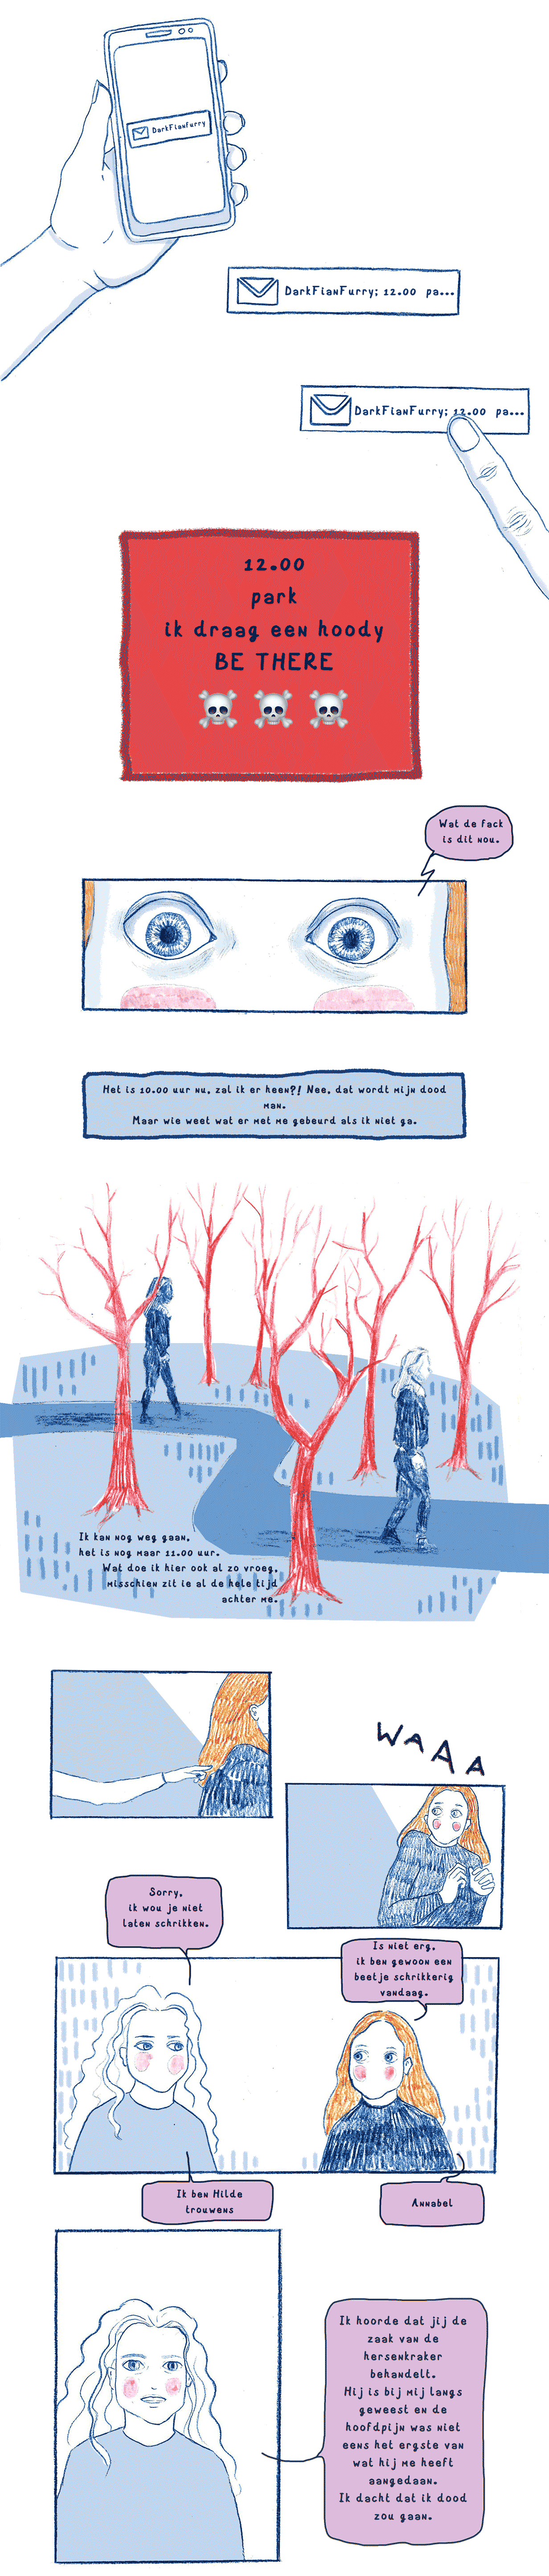 DarkFlanFurry
DarkFlanFurry; 12.00 pa...
DarkFlanFurry; 12.00 pa...
12.00
park
ik draag een hoody
BE THERE
Wat de fack
is dit nou.
Het is 10.00 uur nu, zal ik er heen?! Nee, dat wordt mijn dood
man.
Maar wie weet wat er met me gebeurd als ik niet ga.
Ik kan nog weg gaan,
het is nog maar 11.00 uur.
Wat doe ik hier ook al zo vroeg,
misschien zit ie al de hele tijd
achter me.
WAAA
Sorry,
ik wou je niet
laten schrikken.
Is niet erg,
ik ben gewoon een
beetje schrikkerig
vandaag.
Ik ben Hilde
trouwens
Annabel
Ik hoorde dat jij de
zaak van de
hersenkraker
behandelt.
Hij is bij mij langs
geweest en de
hoofdpijn was niet
eens het ergste van
wat hij me heeft
aangedaan.
Ik dacht dat ik dood
zou gaan.